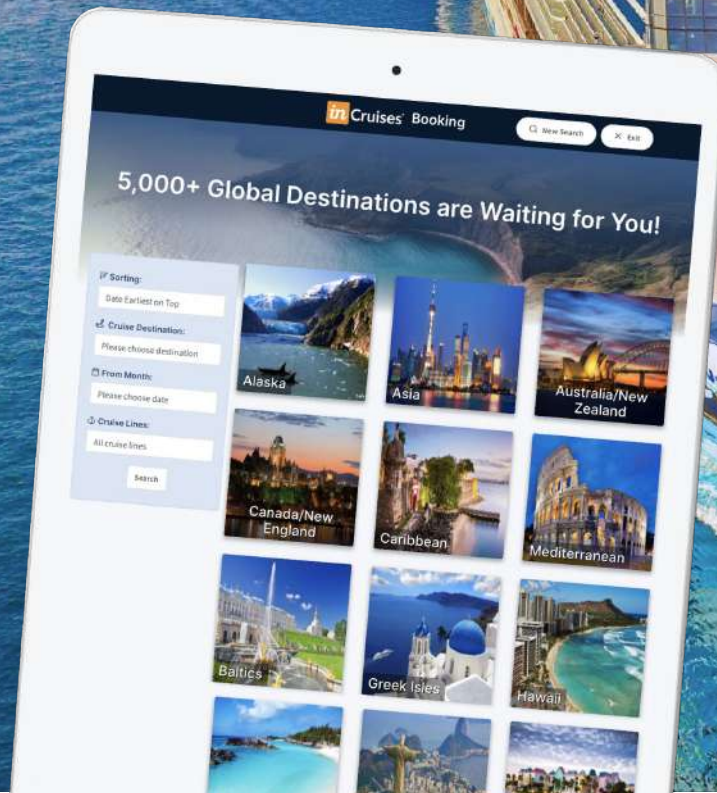 in Cruises® Booking
New Search
Exit
5,000+ Global Destinations are Waiting for You!
Sorting:
Date Earliest on Top
Cruise Destination:
Please choose destination
From Month:
Please choose date
Cruise Lines:
All cruise lines
Search
Alaska
Asia
Australia/New
Zealand
Canada/New
England
Caribbean
Mediterranean
Baltics
Greek Isles
Hawaii